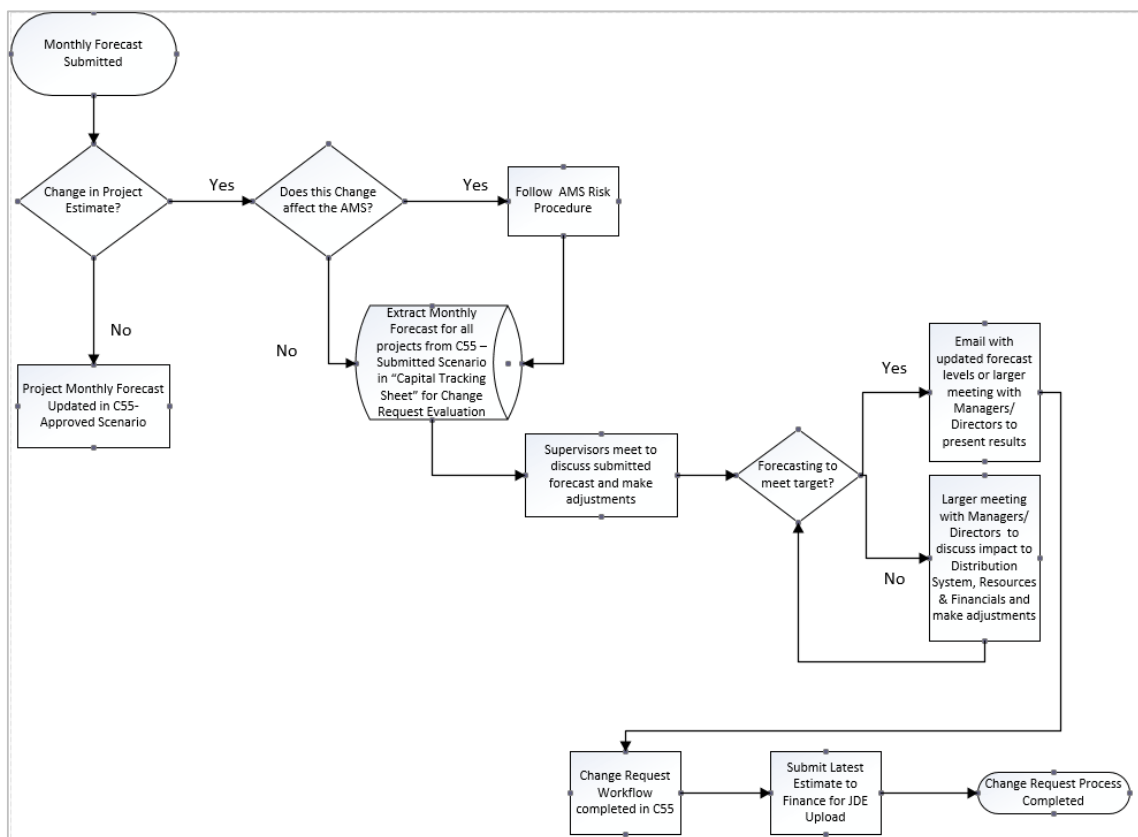 Monthly Forecast
Submitted
Change in Project
Estimate?
Yes
Does this Change
affect the AMS?
Yes
Follow AMS Risk
Procedure
No
Project Monthly Forecast
Updated in C55-
Approved Scenario
No
Extract Monthly
Forecast for all
projects from C55 –
Submitted Scenario
in “Capital Tracking
Sheet” for Change
Request Evaluation
Supervisors meet to
discuss submitted
forecast and make
adjustments
Forecasting to
meet target?
Yes
Email with
updated forecast
levels or larger
meeting with
Managers/
Directors to
present results
No
Larger meeting
with Managers/
Directors to
discuss impact to
Distribution
System, Resources
& Financials and
make adjustments
Change Request
Workflow
completed in C55
Submit Latest
Estimate to
Finance for JDE
Upload
Change Request Process
Completed